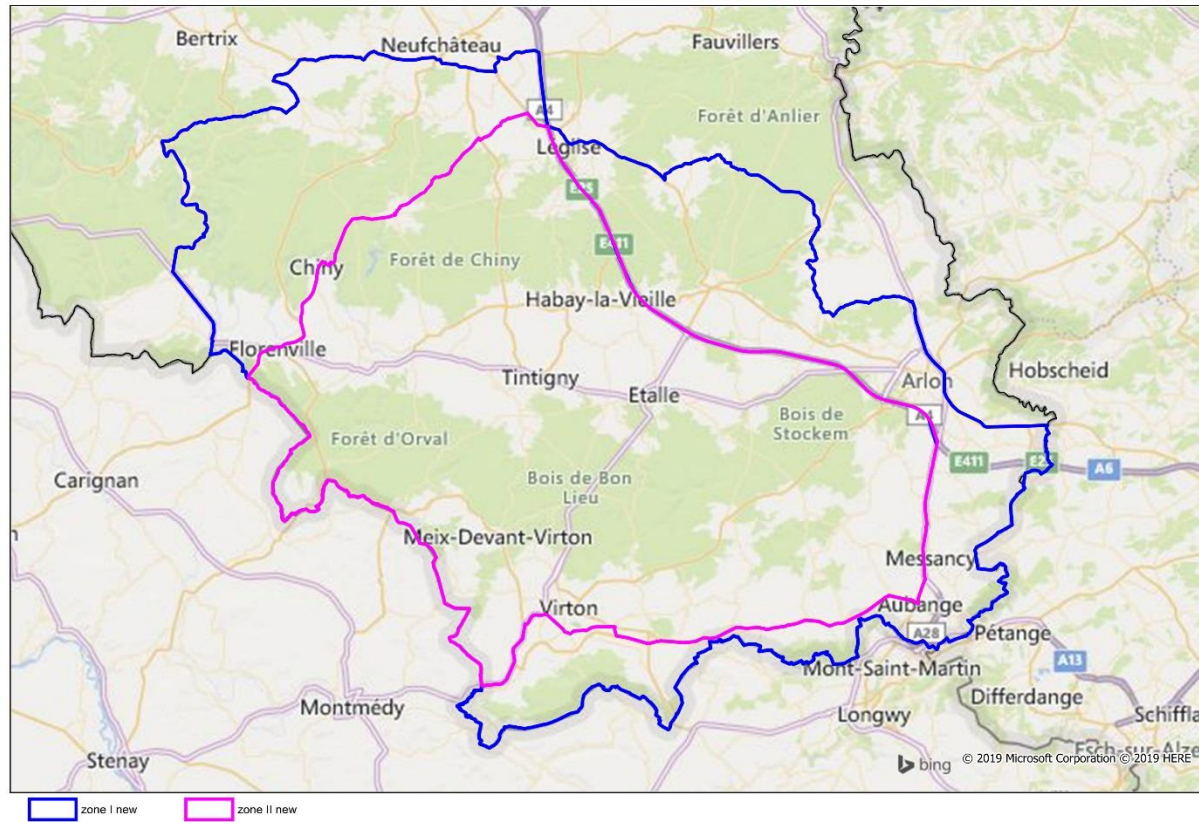 Bertrix
Neufchâteau
Fauvillers
A4
Forêt d'Anlier
Léglise
E25
E411
Chiny
Forêt de Chiny
Habay-la-Vieille
Florenville
Tintigny
Etalle
Arlon
Hobscheid
A4
Bois de
Stockem
Forêt d'Orval
Carignan
Bois de Bon
Lieu
E411
A6
Meix-Devant-Virton
Messancy
Virton
Aubange
A28
Pétange
Mont-Saint-Martin
A13
Differdange
Montmédy
Longwy
Schiffla
Stenay
Esch-sur-Alze
bing
© 2019 Microsoft Corporation © 2019 HERE
zone I new
zone II new